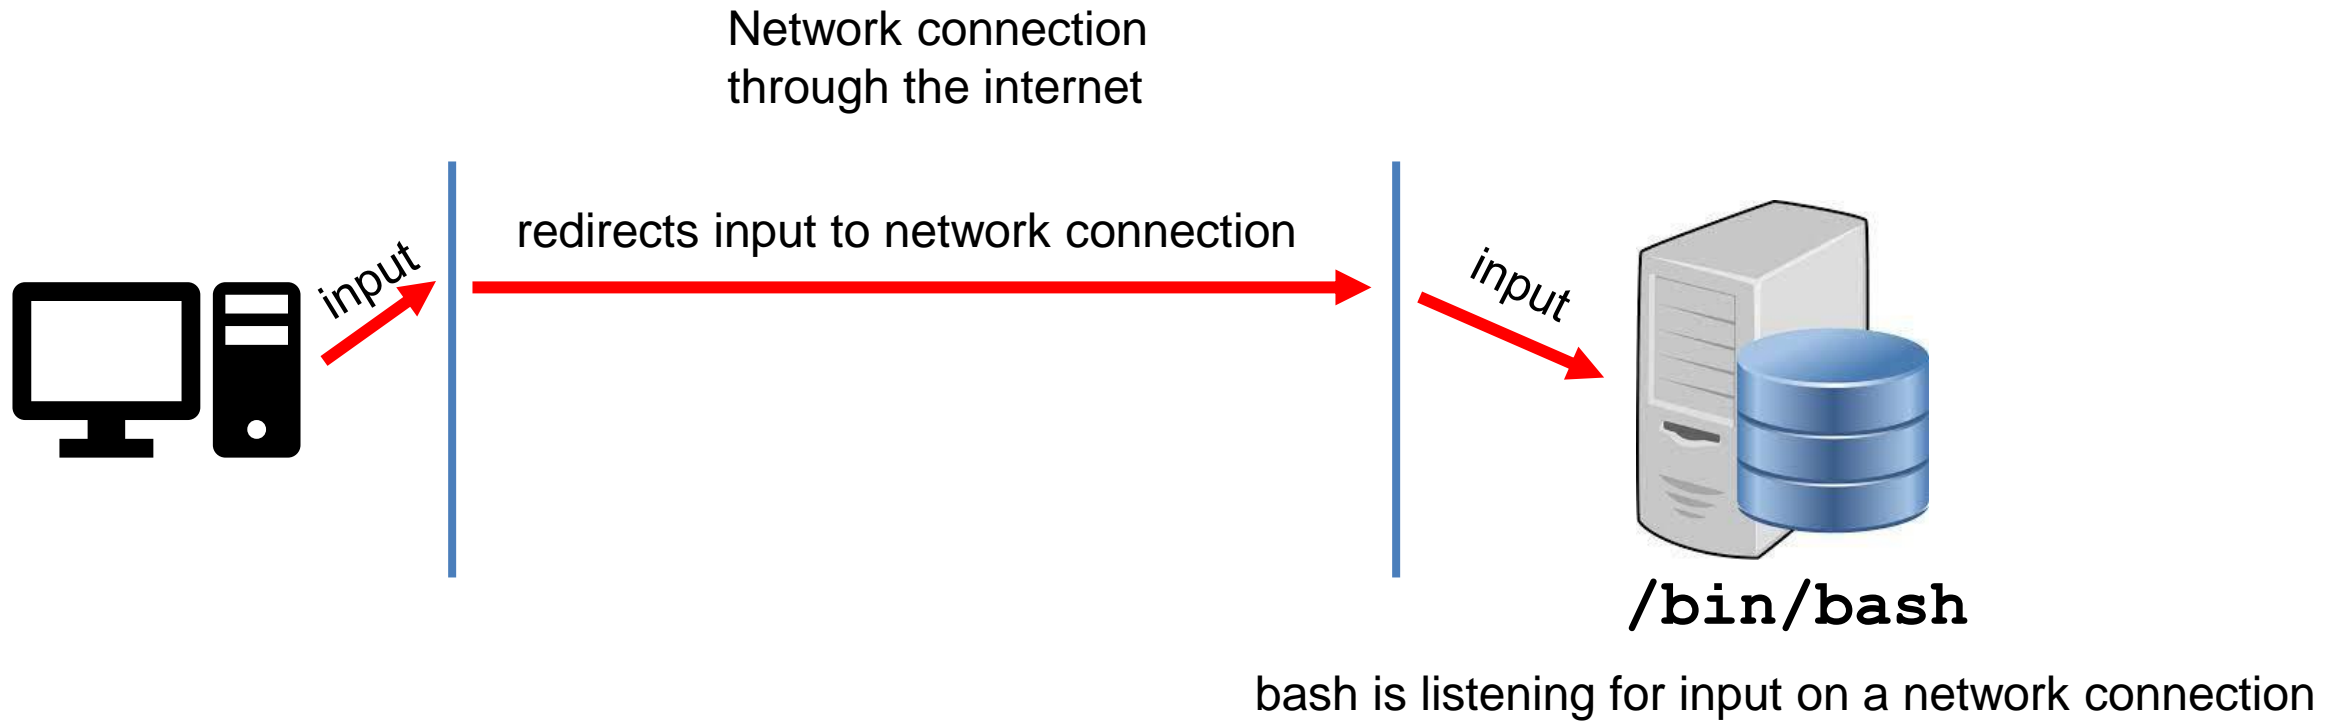 Network connection
through the internet
redirects input to network connection
input
input
/bin/bash
bash is listening for input on a network connection